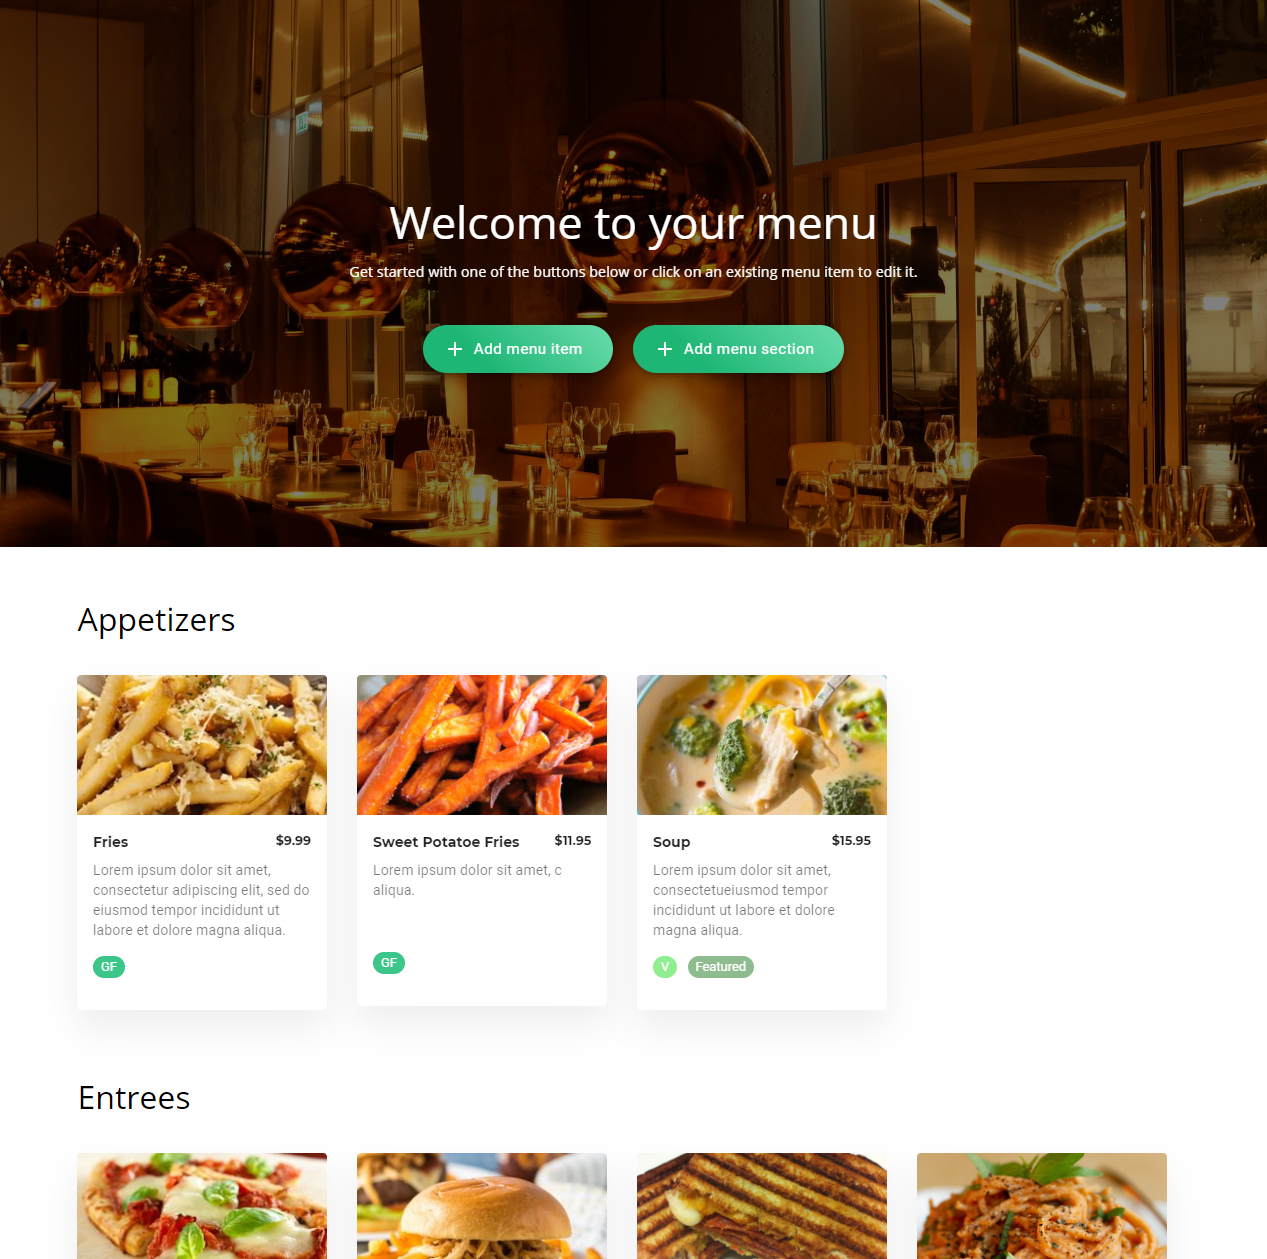 Welcome to your menu
Get started with one of the buttons below or click on an existing menu item to edit it.
Add menu item
Add menu section
Appetizers
Fries $9.99
Lorem ipsum dolor sit amet,
consectetur adipiscing elit, sed do
eiusmod tempor incididunt ut
labore et dolore magna aliqua.
GF
Sweet Potatoe Fries $11.95
Lorem ipsum dolor sit amet, c
aliqua.
GF
Soup $15.95
Lorem ipsum dolor sit amet,
consectetueiusmod tempor
incididunt ut labore et dolore
magna aliqua.
V Featured
Entrees